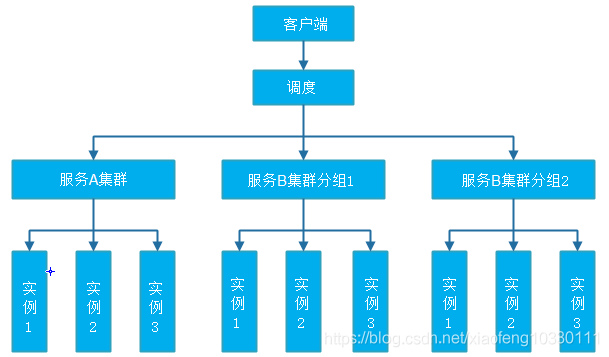 客户端
调度
服务A集群
服务B集群分组1
服务B集群分组2
实例1
实例2
实例3
实例1
实例2
实例3
实例1
实例2
实例3
https://blog.csdn.net/xiaofeng10330111